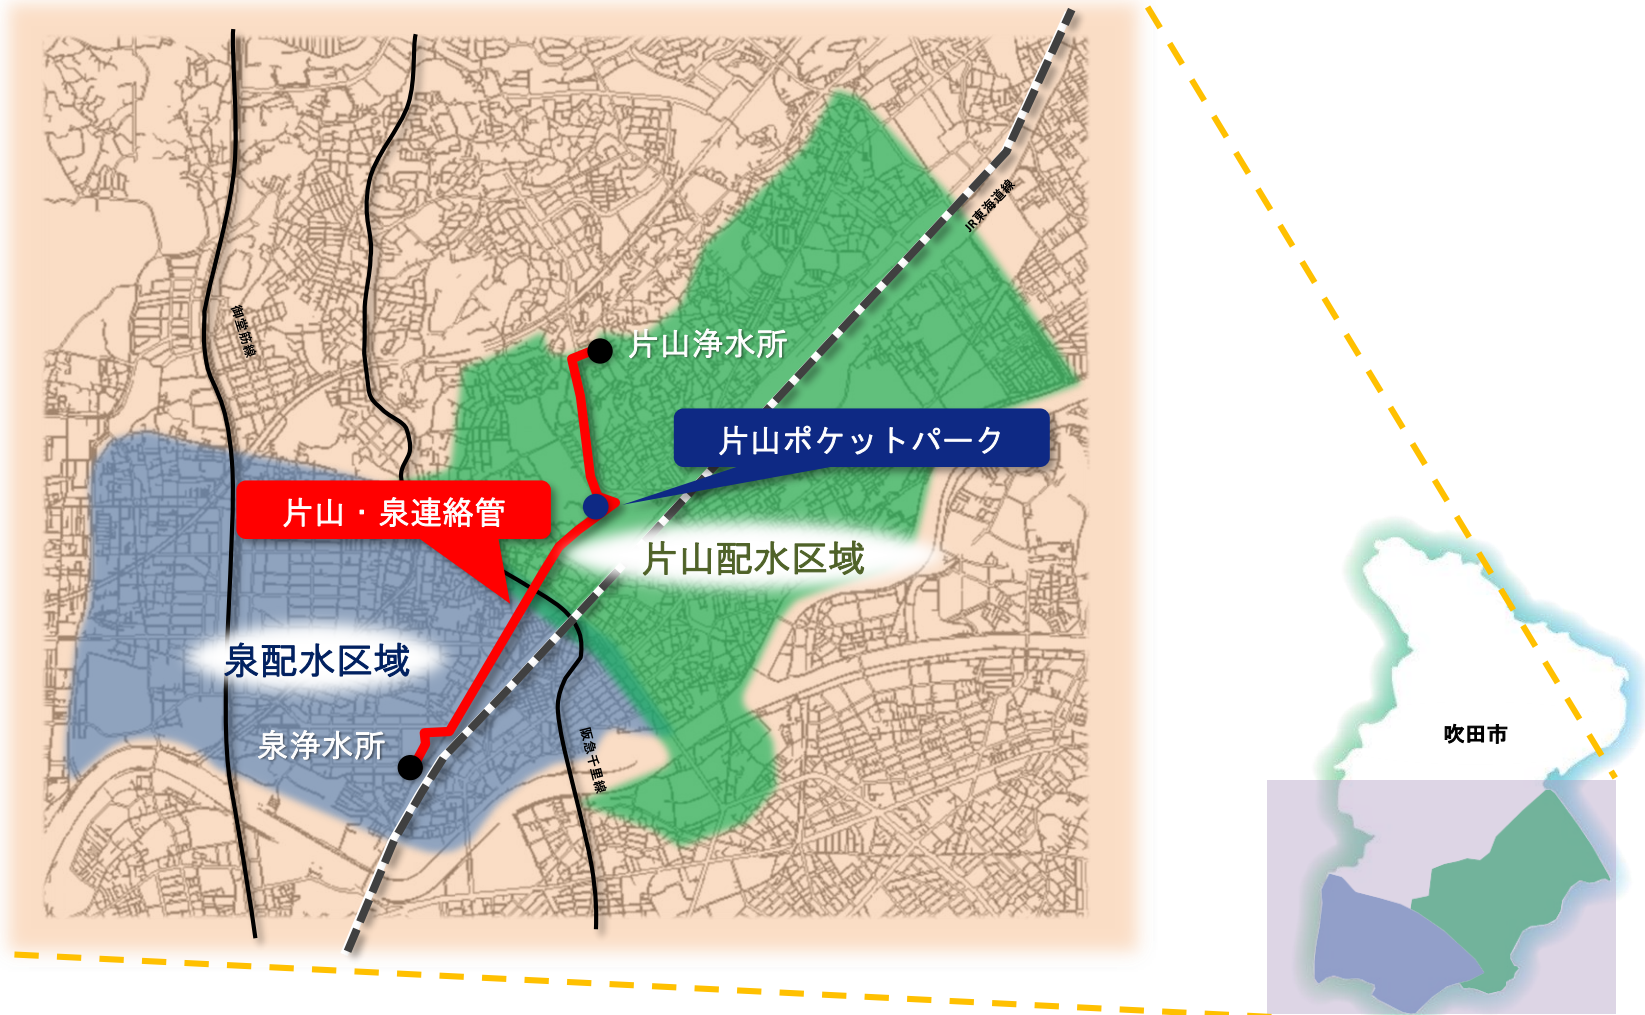 JR東海道線
御堂筋線
片山浄水所
片山ポケットパーク
片山・泉連絡管
片山配水区域
泉配水区域
泉浄水所
阪急千里線
吹田市